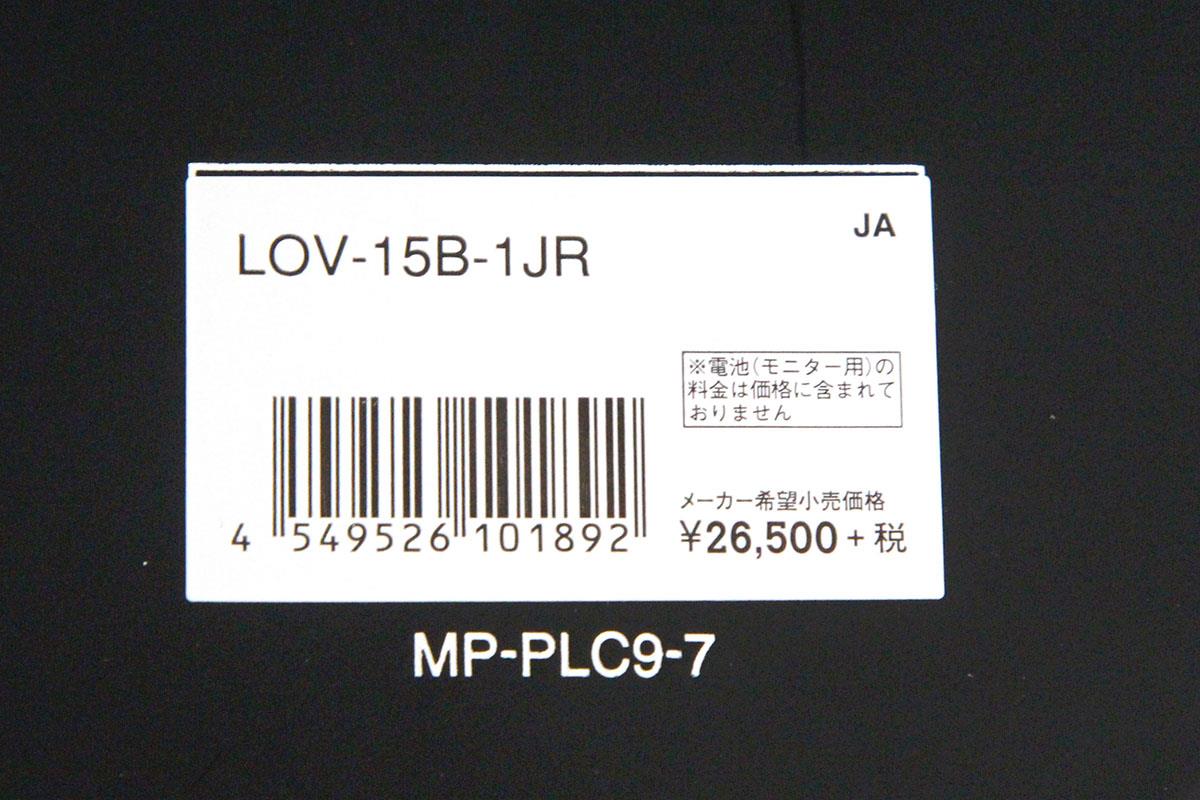 LOV-15B-1JR
JA
※電池(モニター用)の
料金は価格に含まれて
おりません
メーカー希望小売価格
¥26,500+税
4 549526 101892
MP-PLC9-7